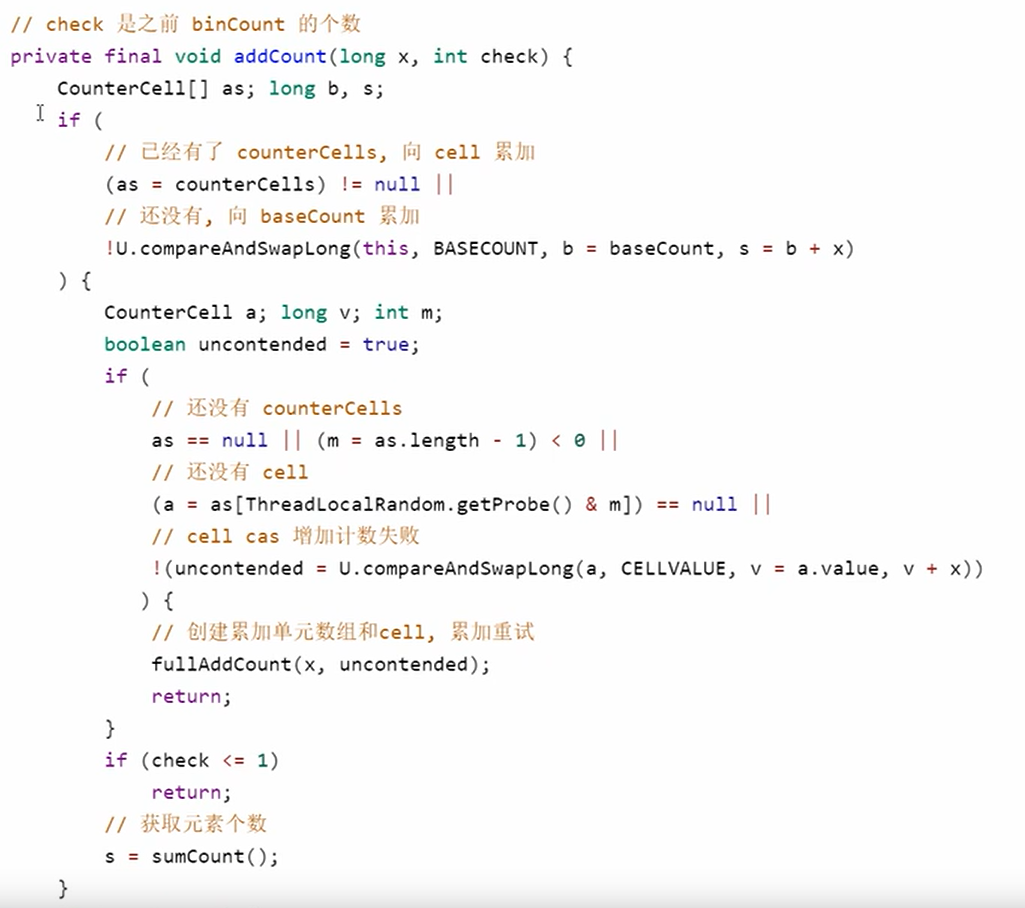 // check 是之前 binCount 的个数
private final void addCount(long x, int check) {
CounterCell[] as; long b, s;
if (
// 已经有了 counterCells, 向 cell 累加
(as = counterCells) != null ||
// 还没有, 向 baseCount 累加
!U.compareAndSwapLong(this, BASECOUNT, b = baseCount, s = b + x)
) {
CounterCell a; long v; int m;
boolean uncontended = true;
if (
// 还没有 counterCells
as == null || (m = as.length - 1) < 0 ||
// 还没有 cell
(a = as[ThreadLocalRandom.getProbe() & m]) == null ||
// cell cas 增加计数失败
!(uncontended = U.compareAndSwapLong(a, CELLVALUE, v = a.value, v + x))
) {
// 创建累加单元数组和cell, 累加重试
fullAddCount(x, uncontended);
return;
}
if (check <= 1)
return;
// 获取元素个数
s = sumCount();
}